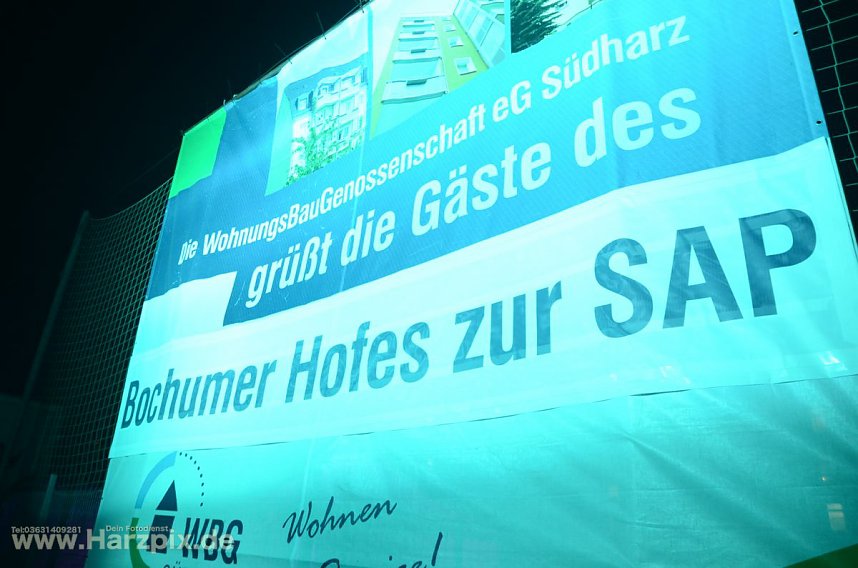 Die WohnungsBauGenossenschaft eG Südharz
grüßt die Gäste des
Bochumer Hofes zur SAP
WBG
Wohnen
Tel:03631409281
Dein Fotodienst
www.Harzpix.de